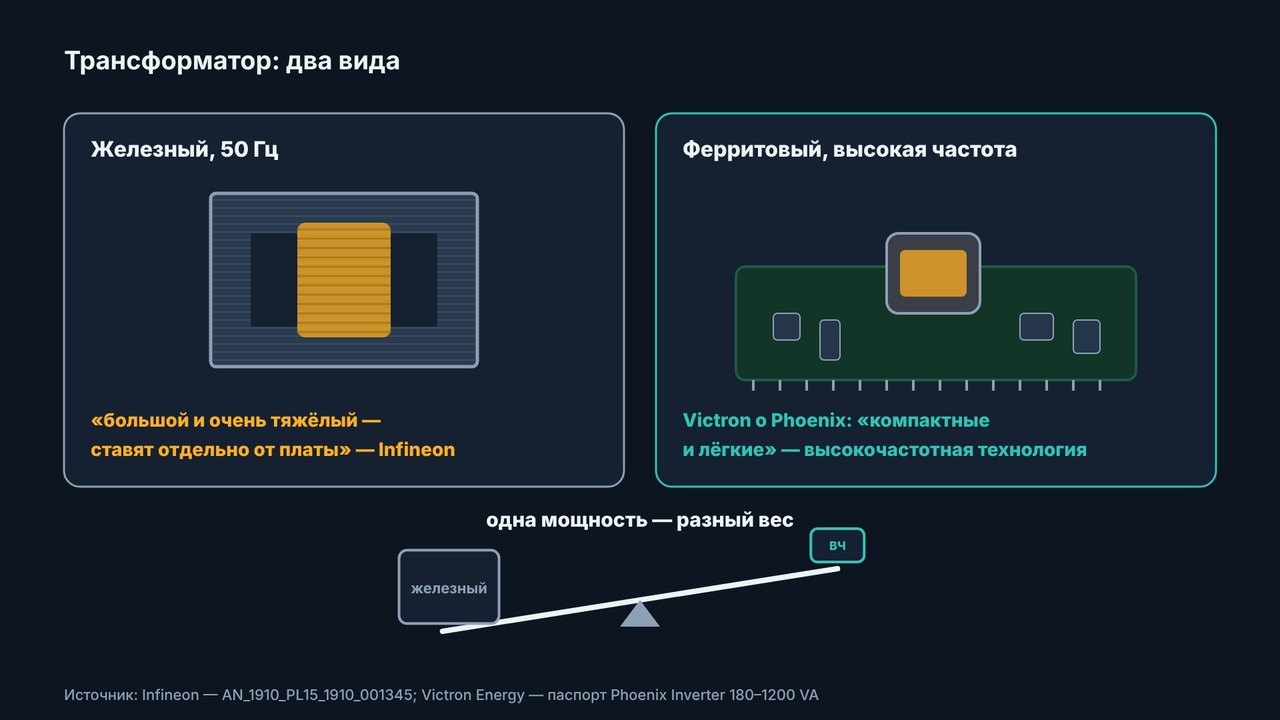 Трансформатор: два вида
Железный, 50 Гц
«большой и очень тяжёлый —
ставят отдельно от платы» — Infineon
Ферритовый, высокая частота
Victron о Phoenix: «компактные
и лёгкие» — высокочастотная технология
одна мощность — разный вес
железный
ВЧ
Источник: Infineon — AN_1910_PL15_1910_001345; Victron Energy — паспорт Phoenix Inverter 180–1200 VA